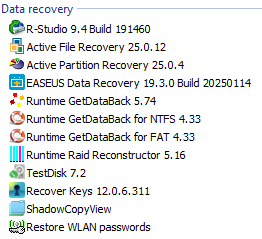 Data recovery
R-Studio 9.4 Build 191460
Active File Recovery 25.0.12
Active Partition Recovery 25.0.4
EASEUS Data Recovery 19.3.0 Build 20250114
Runtime GetDataBack 5.74
Runtime GetDataBack for NTFS 4.33
Runtime GetDataBack for FAT 4.33
Runtime Raid Reconstructor 5.16
TestDisk 7.2
Recover Keys 12.0.6.311
ShadowCopyView
Restore WLAN passwords